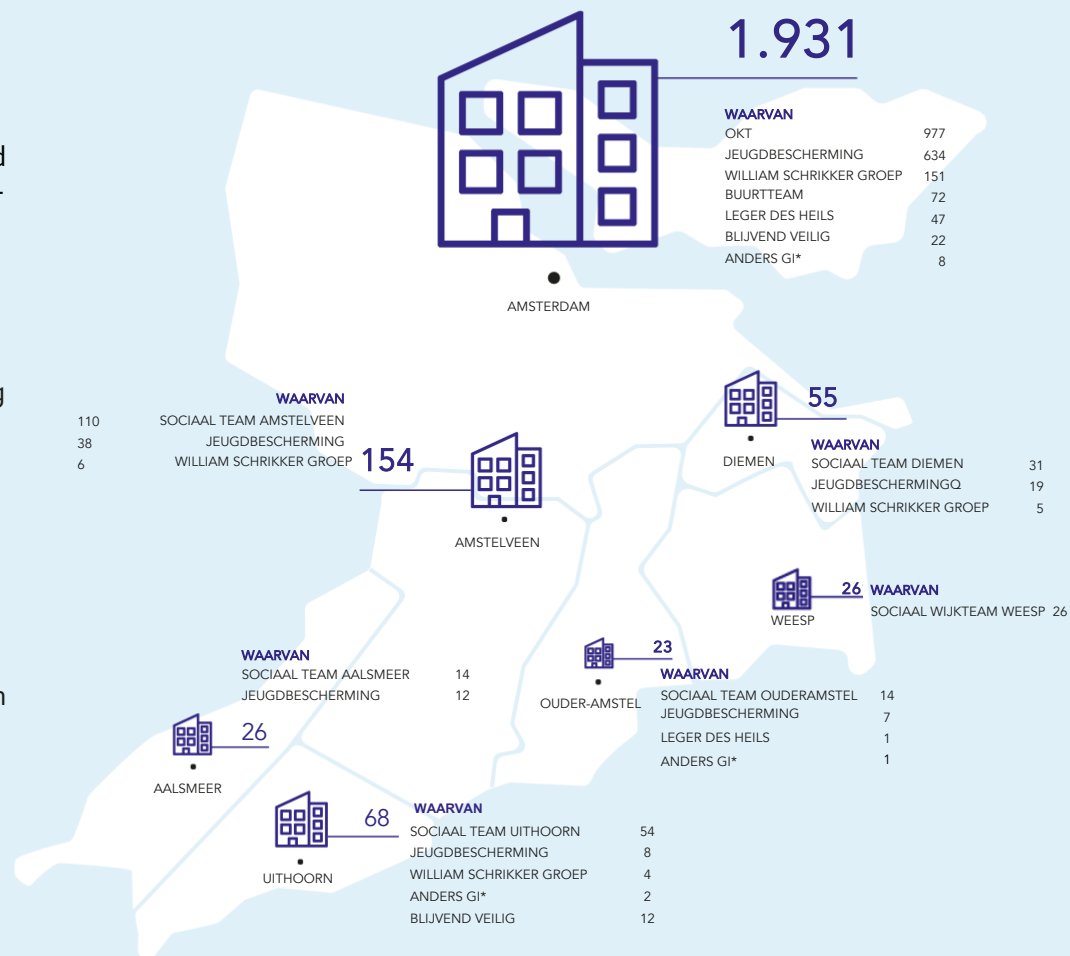 1.931
WAARVAN
OKT 977
JEUGDBESCHERMING 634
WILLIAM SCHRIKKER GROEP 151
BUURTTEAM 72
LEGER DES HEILS 47
BLIJVEND VEILIG 22
ANDERS GI* 8
AMSTERDAM
d
-
g
n
WAARVAN
110 SOCIAAL TEAM AMSTELVEEN
38 JEUGDBESCHERMING
6 WILLIAM SCHRIKKER GROEP
154
AMSTELVEEN
55
DIEMEN
WAARVAN
SOCIAAL TEAM DIEMEN 31
JEUGDBESCHERMINGQ 19
WILLIAM SCHRIKKER GROEP 5
26
WEESP
WAARVAN
SOCIAAL WIJKTEAM WEESP 26
23
OUDER-AMSTEL
WAARVAN
SOCIAAL TEAM OUDERAMSTEL 14
JEUGDBESCHERMING 7
LEGER DES HEILS 1
ANDERS GI* 1
WAARVAN
SOCIAAL TEAM AALSMEER 14
JEUGDBESCHERMING 12
26
AALSMEER
68
UITHOORN
WAARVAN
SOCIAAL TEAM UITHOORN 54
JEUGDBESCHERMING 8
WILLIAM SCHRIKKER GROEP 4
ANDERS GI* 2
BLIJVEND VEILIG 12